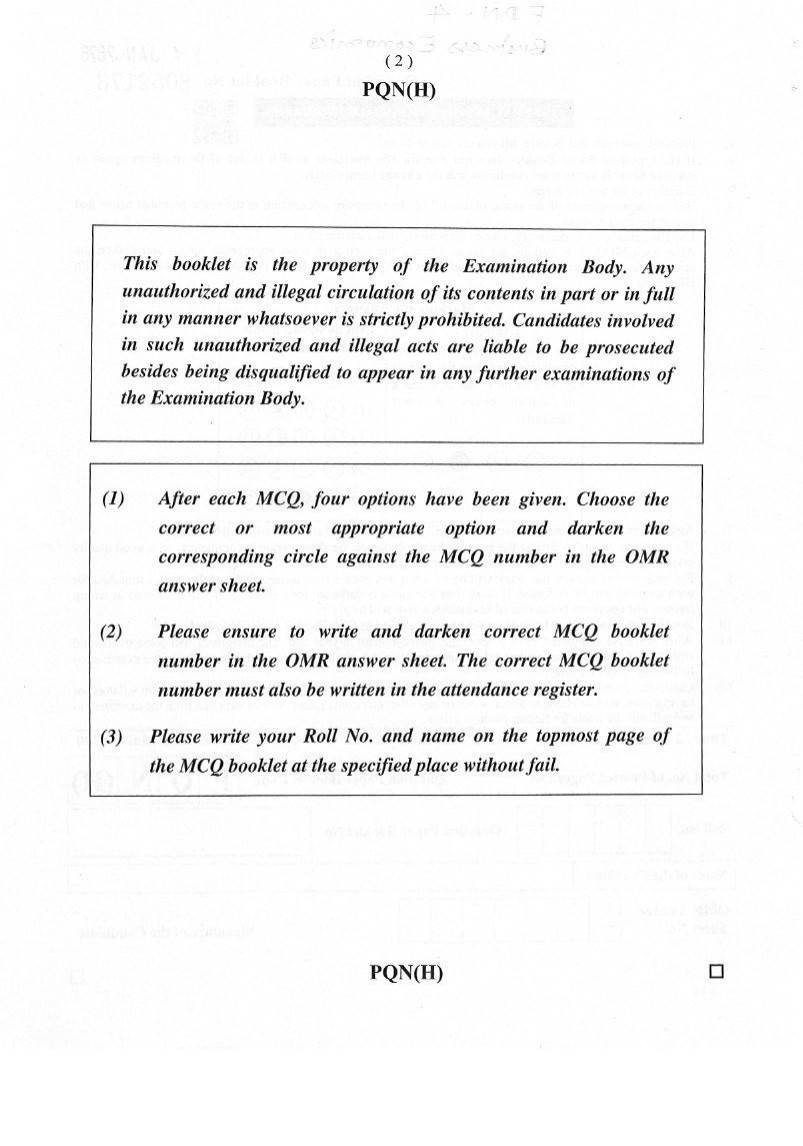 (2)
PQN(H)
This booklet is the property of the Examination Body. Any
unauthorized and illegal circulation of its contents in part or in full
in any manner whatsoever is strictly prohibited. Candidates involved
in such unauthorized and illegal acts are liable to be prosecuted
besides being disqualified to appear in any further examinations of
the Examination Body.
(1) After each MCQ, four options have been given. Choose the
correct or most appropriate option and darken the
corresponding circle against the MCQ number in the OMR
answer sheet.
(2) Please ensure to write and darken correct MCQ booklet
number in the OMR answer sheet. The correct MCQ booklet
number must also be written in the attendance register.
(3) Please write your Roll No. and name on the topmost page of
the MCQ booklet at the specified place without fail.
PQN(H)